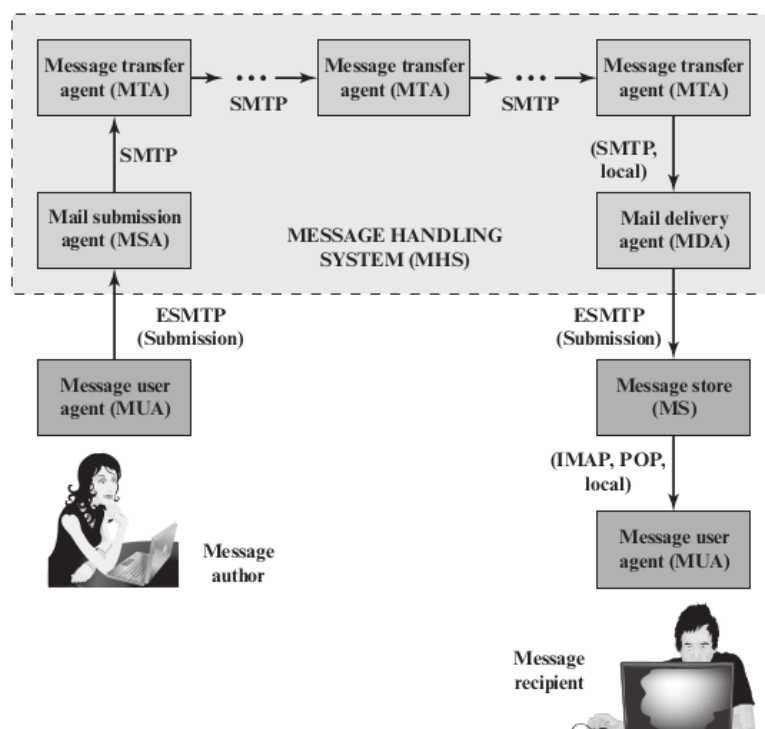 Message transfer
agent (MTA)
SMTP
Message transfer
agent (MTA)
SMTP
Message transfer
agent (MTA)
SMTP
(SMTP,
local)
Mail submission
agent (MSA)
MESSAGE HANDLING
SYSTEM (MHS)
Mail delivery
agent (MDA)
ESMTP
(Submission)
ESMTP
(Submission)
Message user
agent (MUA)
Message store
(MS)
(IMAP, POP,
local)
Message
author
Message user
agent (MUA)
Message
recipient